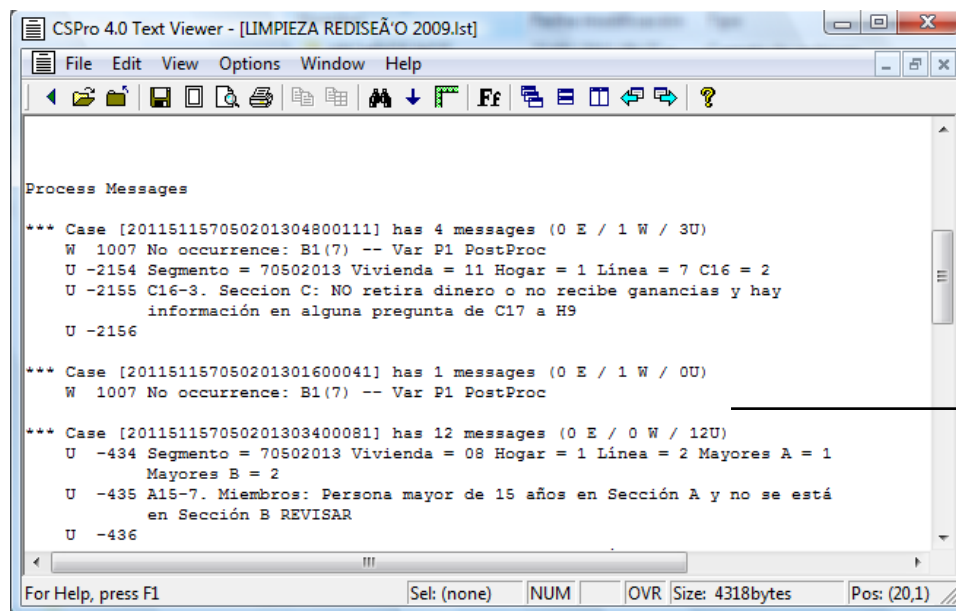 CSPro 4.0 Text Viewer - [LIMPIEZA REDISEÃ'O 2009.lst]
File Edit View Options Window Help
Process Messages
*** Case [201151157050201304800111] has 4 messages (0 E / 1 W / 3U)
W 1007 No occurrence: B1(7) -- Var P1 PostProc
U -2154 Segmento = 70502013 Vivienda = 11 Hogar = 1 Línea = 7 C16 = 2
U -2155 C16-3. Seccion C: NO retira dinero o no recibe ganancias y hay
información en alguna pregunta de C17 a H9
U -2156
*** Case [201151157050201301600041] has 1 messages (0 E / 1 W / 0U)
W 1007 No occurrence: B1(7) -- Var P1 PostProc
*** Case [201151157050201303400081] has 12 messages (0 E / 0 W / 12U)
U -434 Segmento = 70502013 Vivienda = 08 Hogar = 1 Línea = 2 Mayores A = 1
Mayores B = 2
U -435 A15-7. Miembros: Persona mayor de 15 años en Sección A y no se está
en Sección B REVISAR
U -436
For Help, press F1 Sel: (none) NUM OVR Size: 4318bytes Pos: (20,1)